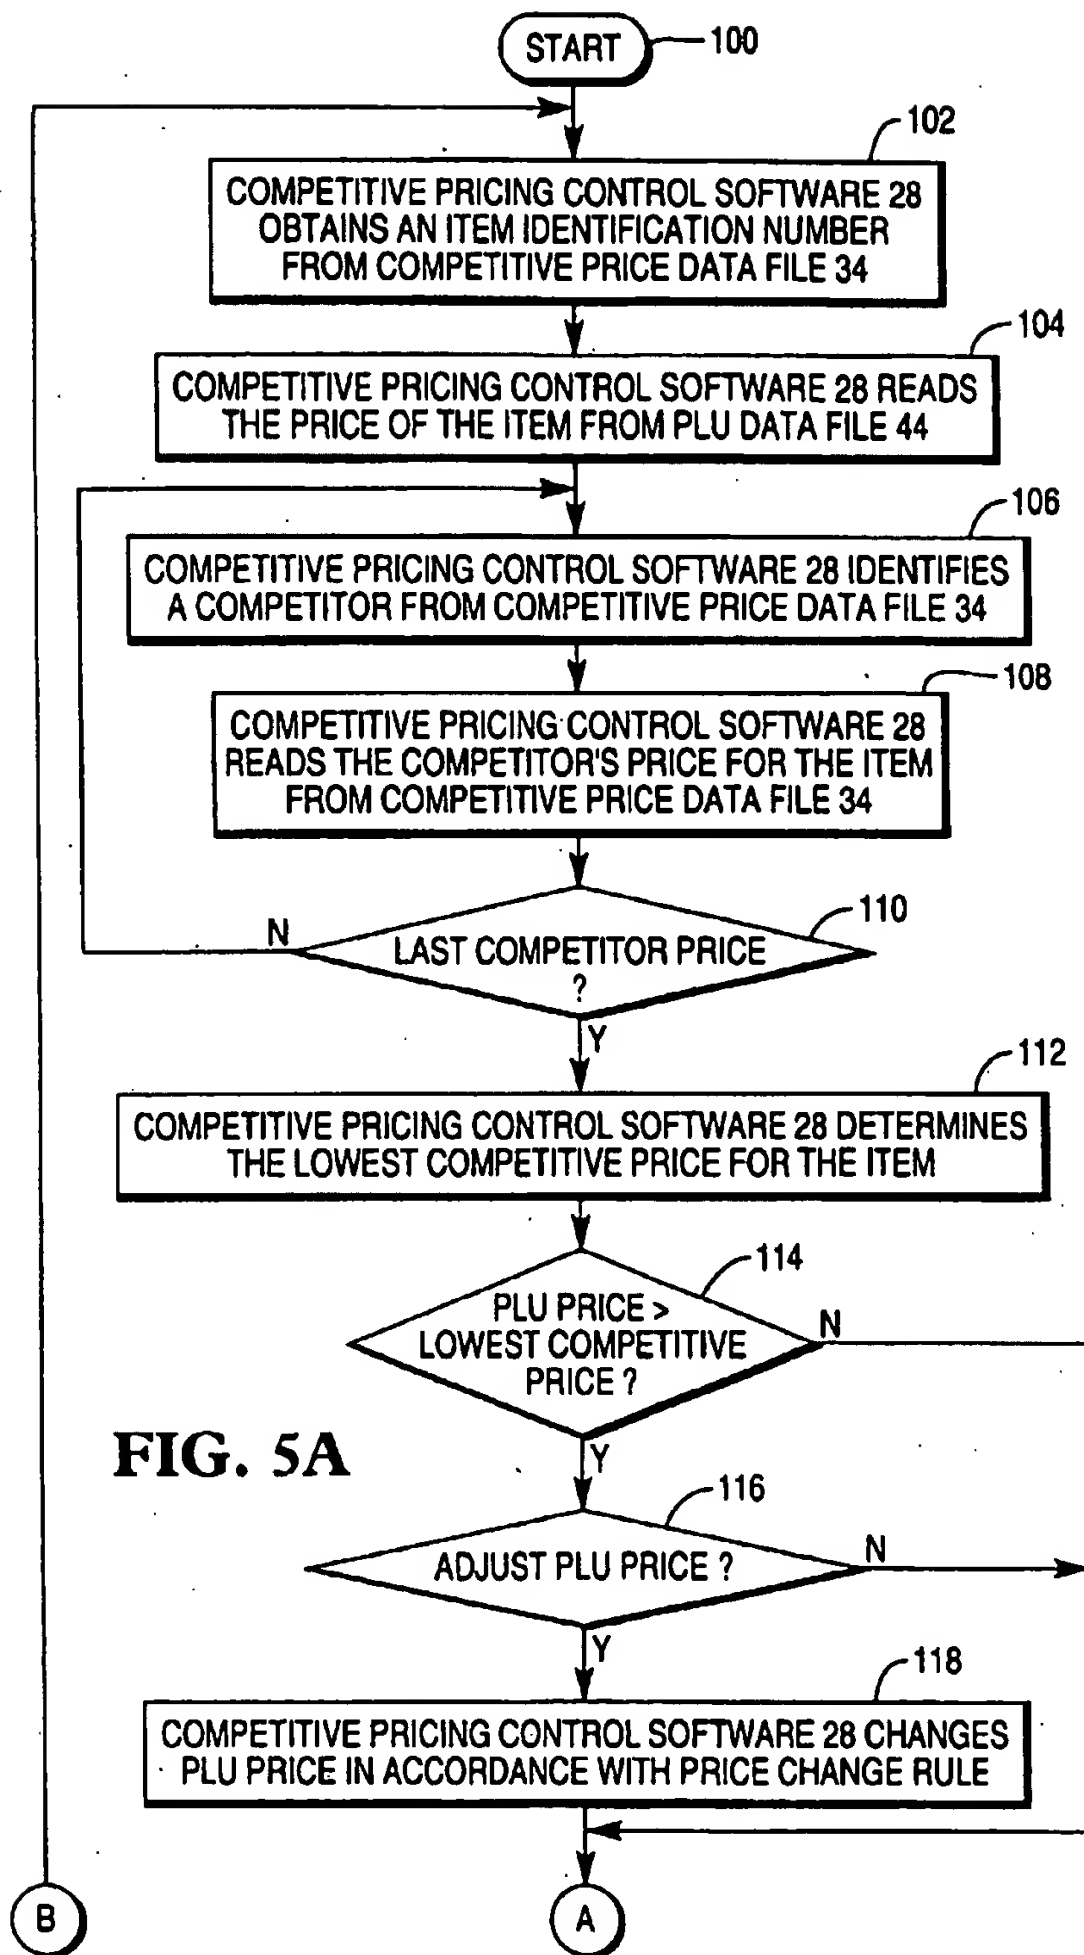 START
100
102
COMPETITIVE PRICING CONTROL SOFTWARE 28
OBTAINS AN ITEM IDENTIFICATION NUMBER
FROM COMPETITIVE PRICE DATA FILE 34
104
COMPETITIVE PRICING CONTROL SOFTWARE 28 READS
THE PRICE OF THE ITEM FROM PLU DATA FILE 44
106
COMPETITIVE PRICING CONTROL SOFTWARE 28 IDENTIFIES
A COMPETITOR FROM COMPETITIVE PRICE DATA FILE 34
108
COMPETITIVE PRICING CONTROL SOFTWARE 28
READS THE COMPETITOR'S PRICE FOR THE ITEM
FROM COMPETITIVE PRICE DATA FILE 34
110
N
LAST COMPETITOR PRICE
?
Y
112
COMPETITIVE PRICING CONTROL SOFTWARE 28 DETERMINES
THE LOWEST COMPETITIVE PRICE FOR THE ITEM
114
PLU PRICE >
LOWEST COMPETITIVE
PRICE ?
N
FIG. 5A
Y
116
ADJUST PLU PRICE ?
N
Y
118
COMPETITIVE PRICING CONTROL SOFTWARE 28 CHANGES
PLU PRICE IN ACCORDANCE WITH PRICE CHANGE RULE
B
A